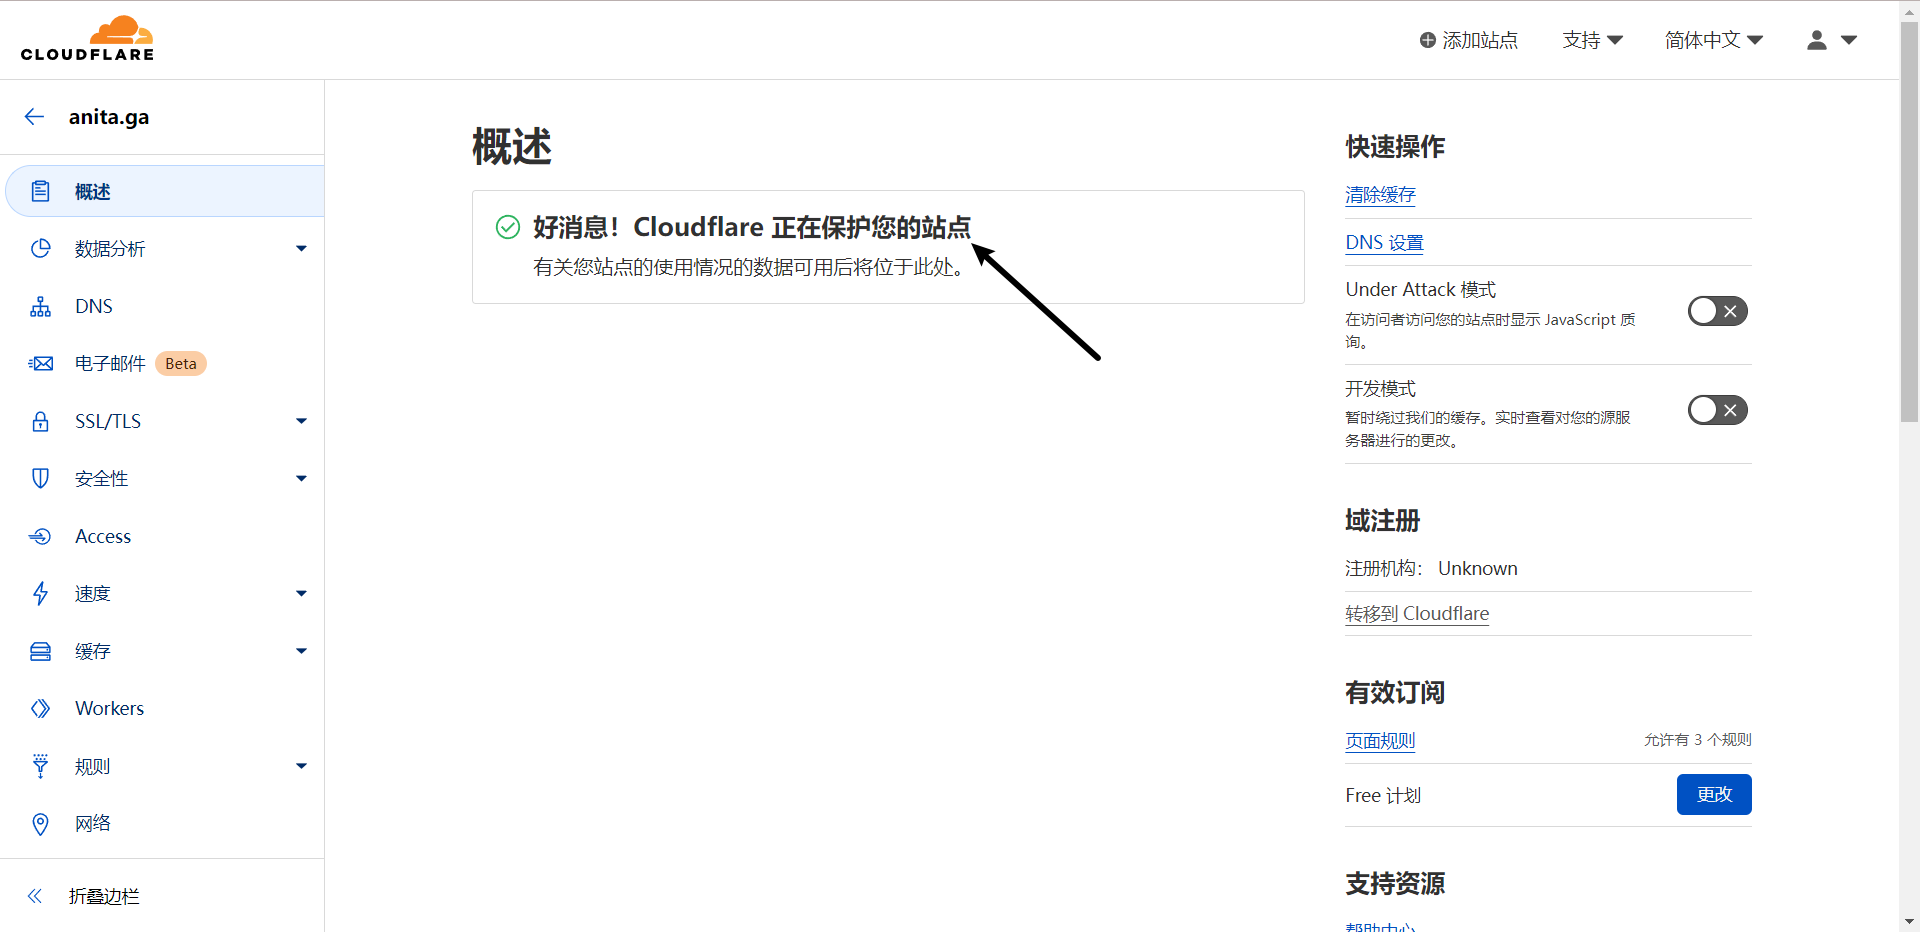 CLOUDFLARE
添加站点
支持
简体中文
anita.ga
概述
数据分析
DNS
电子邮件 Beta
SSL/TLS
安全性
Access
速度
缓存
Workers
规则
网络
折叠边栏
概述
好消息！Cloudflare 正在保护您的站点
有关您站点的使用情况的数据可用后将位于此处。
快速操作
清除缓存
DNS 设置
Under Attack 模式
在访问者访问您的站点时显示 JavaScript 质
询。
开发模式
暂时绕过我们的缓存。实时查看对您的源服
务器进行的更改。
域注册
注册机构： Unknown
转移到 Cloudflare
有效订阅
页面规则
允许有 3 个规则
Free 计划
更改
支持资源
帮助中心